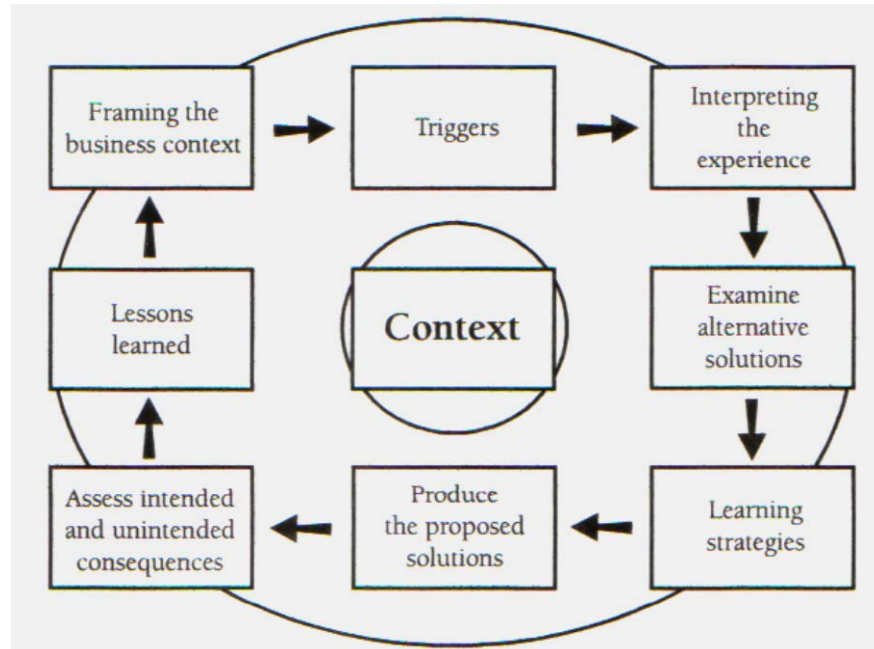 Framing the
business context
Triggers
Interpreting
the
experience
Lessons
learned
Context
Examine
alternative
solutions
Assess intended
and unintended
consequences
Produce
the proposed
solutions
Learning
strategies